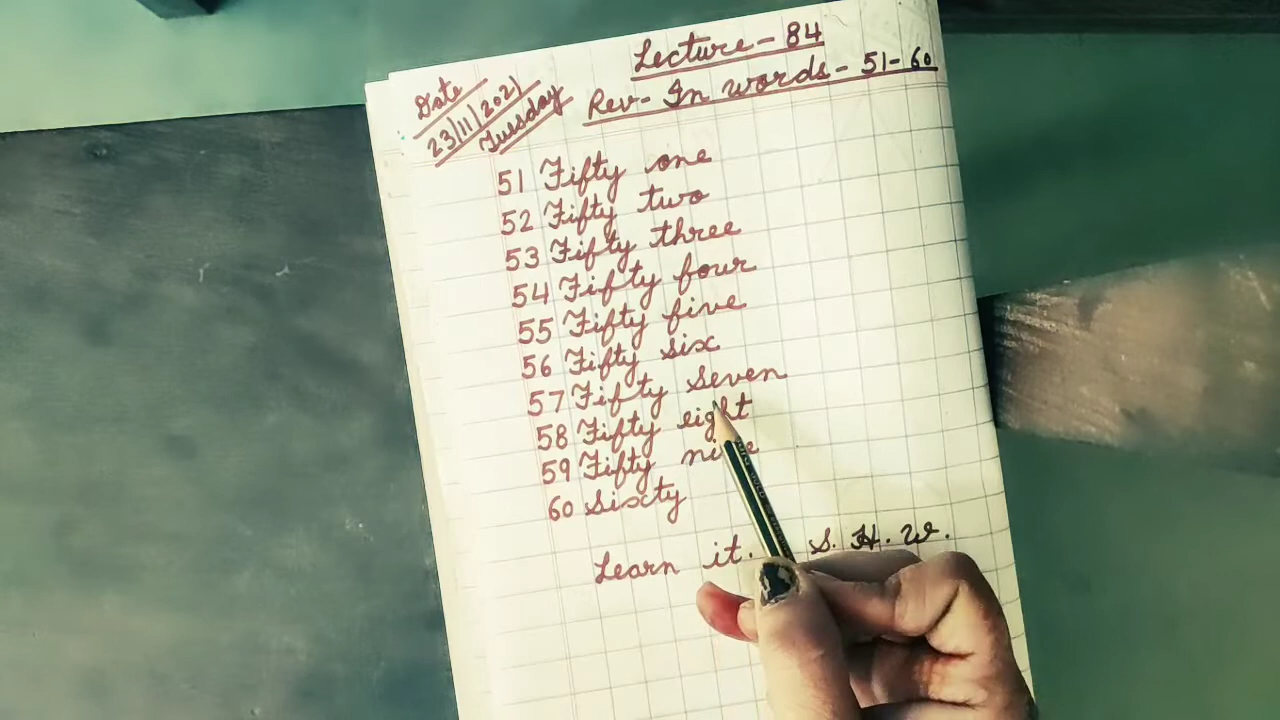 Lecture - 84
Date
23/11/2021
Tuesday
Rev - In words - 51 - 60
51 Fifty one
52 Fifty two
53 Fifty three
54 Fifty four
55 Fifty five
56 Fifty six
57 Fifty seven
58 Fifty eight
59 Fifty nine
60 Sixty
Learn it. S. H. W.